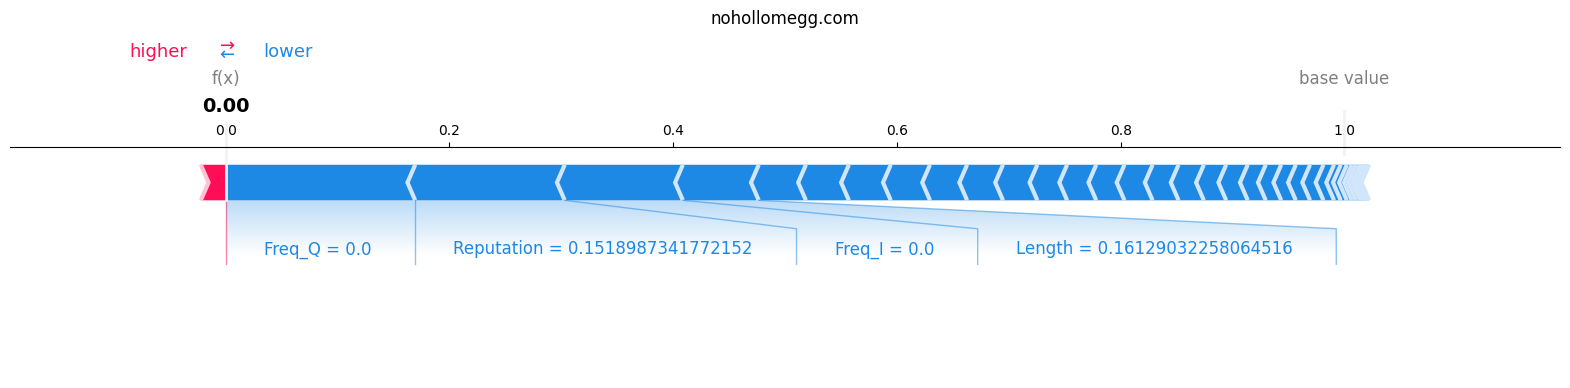 nohollomegg.com
higher → ← lower
f(x)
base value
0.00
0.0
0.2
0.4
0.6
0.8
1.0
Freq_Q = 0.0
Reputation = 0.1518987341772152
Freq_I = 0.0
Length = 0.16129032258064516